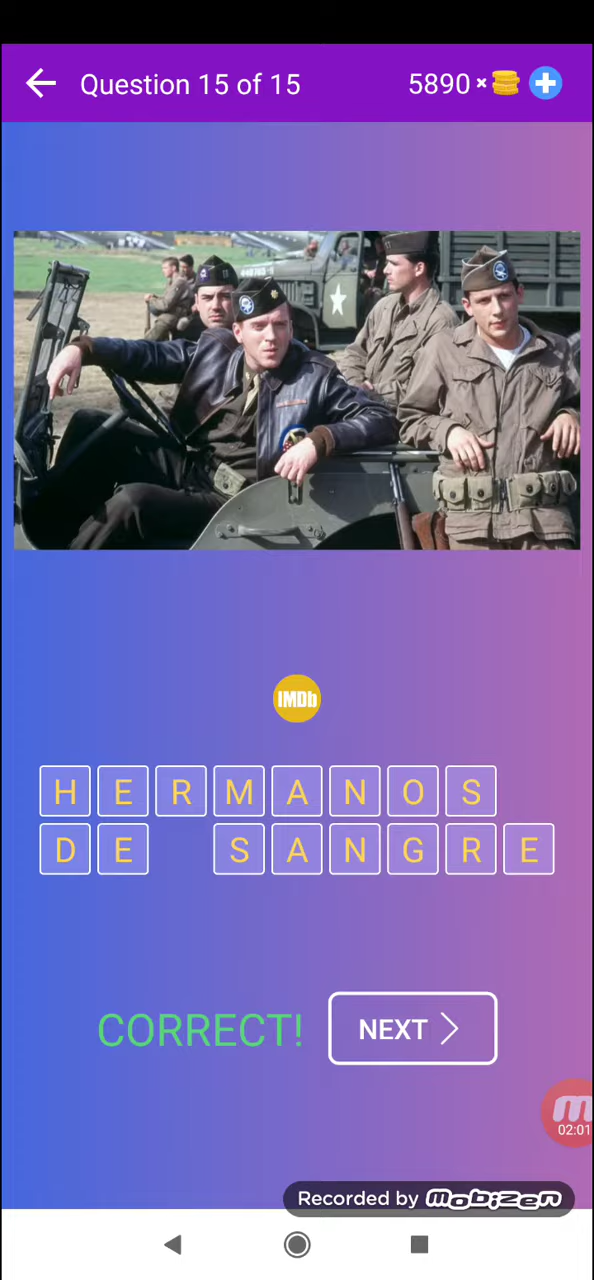 Question 15 of 15
5890 ×
IMDb
HERMANOS
DE SANGRE
CORRECT!
NEXT
02:01
Recorded by mobizen